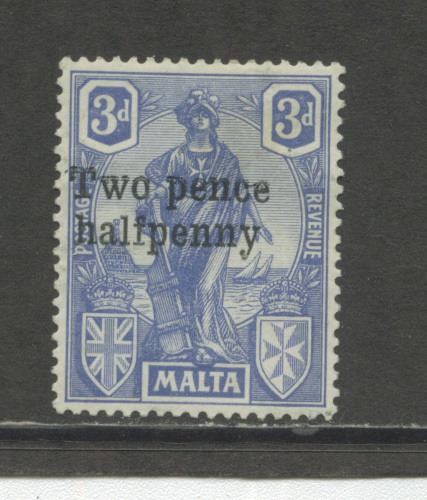 3d 3d
POSTAGE
Two pence
halfpenny
REVENUE
MALTA